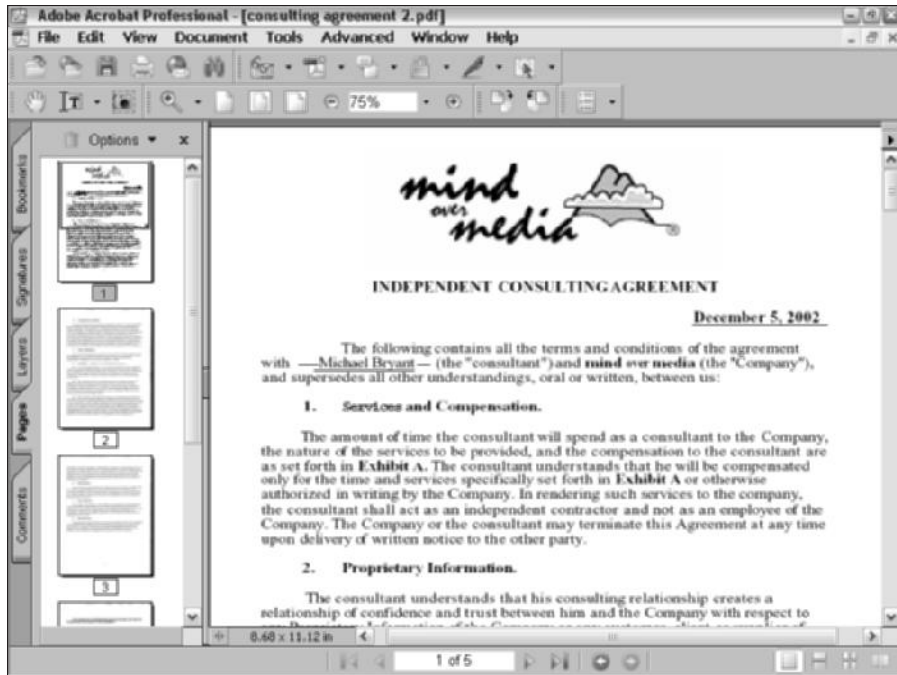 Adobe Acrobat Professional - [consulting agreement 2.pdf]
File Edit View Document Tools Advanced Window Help
75%
Options
Bookmarks
Signatures
Layers
Pages
Comments
1
2
3
mind
over
media
INDEPENDENT CONSULTING AGREEMENT
December 5, 2002
The following contains all the terms and conditions of the agreement
with Michael Bryant (the "consultant") and mind over media (the "Company"),
and supersedes all other understandings, oral or written, between us:
1. Services and Compensation.
The amount of time the consultant will spend as a consultant to the Company,
the nature of the services to be provided, and the compensation to the consultant are
as set forth in Exhibit A. The consultant understands that he will be compensated
only for the time and services specifically set forth in Exhibit A or otherwise
authorized in writing by the Company. In rendering such services to the company,
the consultant shall act as an independent contractor and not as an employee of the
Company. The Company or the consultant may terminate this Agreement at any time
upon delivery of written notice to the other party.
2. Proprietary Information.
The consultant understands that his consulting relationship creates a
relationship of confidence and trust between him and the Company with respect to
8.68 x 11.12 in
1 of 5